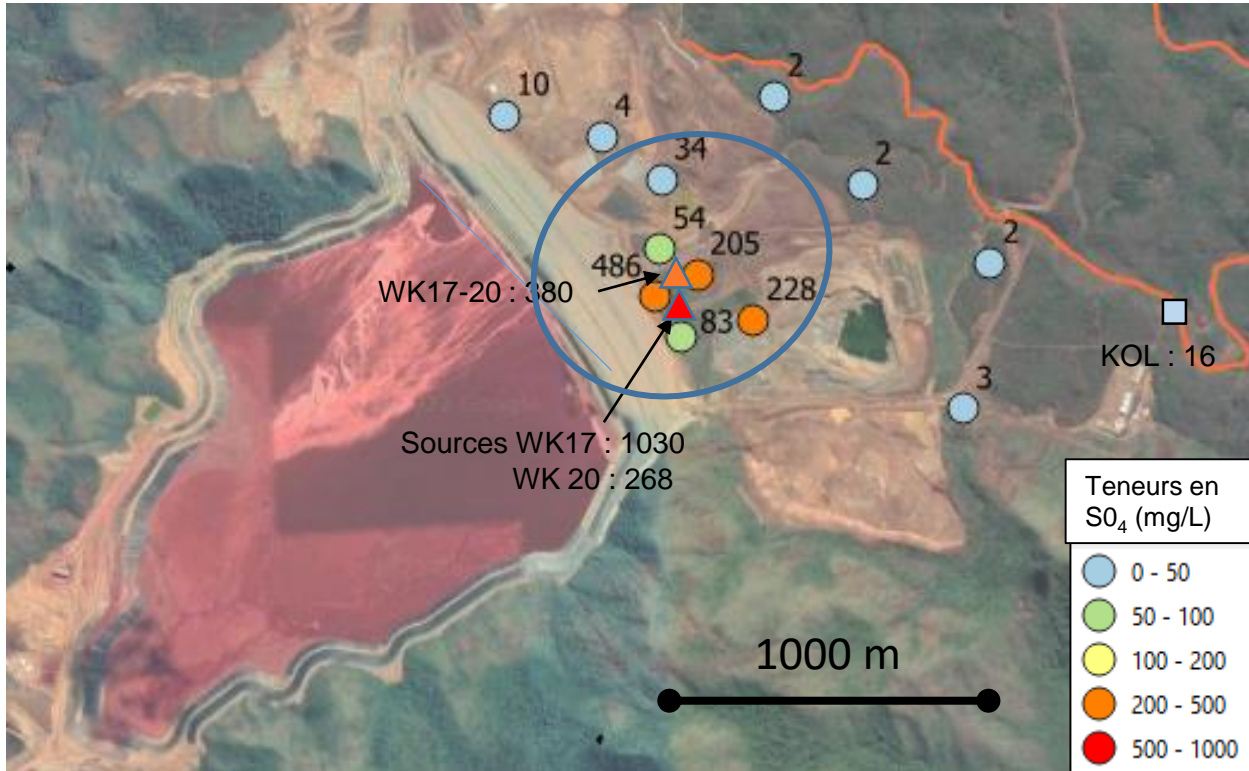 10
4
2
34
2
54
205
2
486
WK17-20 : 380
228
83
KOL : 16
3
Sources WK17 : 1030
WK 20 : 268
Teneurs en
S0₄ (mg/L)
0 - 50
50 - 100
100 - 200
200 - 500
500 - 1000
1000 m